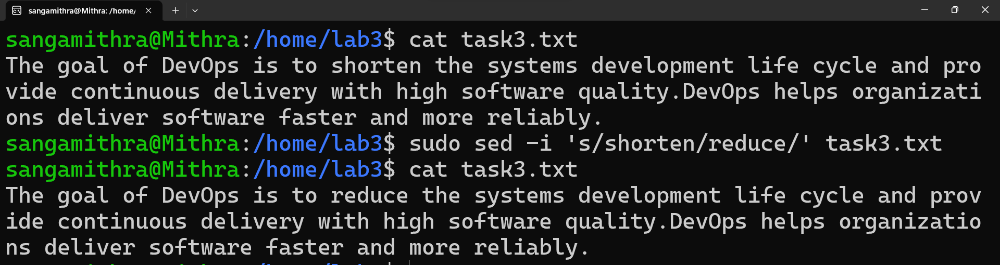 sangamithra@Mithra: /home/
sangamithra@Mithra:/home/lab3$ cat task3.txt
The goal of DevOps is to shorten the systems development life cycle and pro
vide continuous delivery with high software quality.DevOps helps organizati
ons deliver software faster and more reliably.
sangamithra@Mithra:/home/lab3$ sudo sed -i 's/shorten/reduce/' task3.txt
sangamithra@Mithra:/home/lab3$ cat task3.txt
The goal of DevOps is to reduce the systems development life cycle and prov
ide continuous delivery with high software quality.DevOps helps organizatio
ns deliver software faster and more reliably.